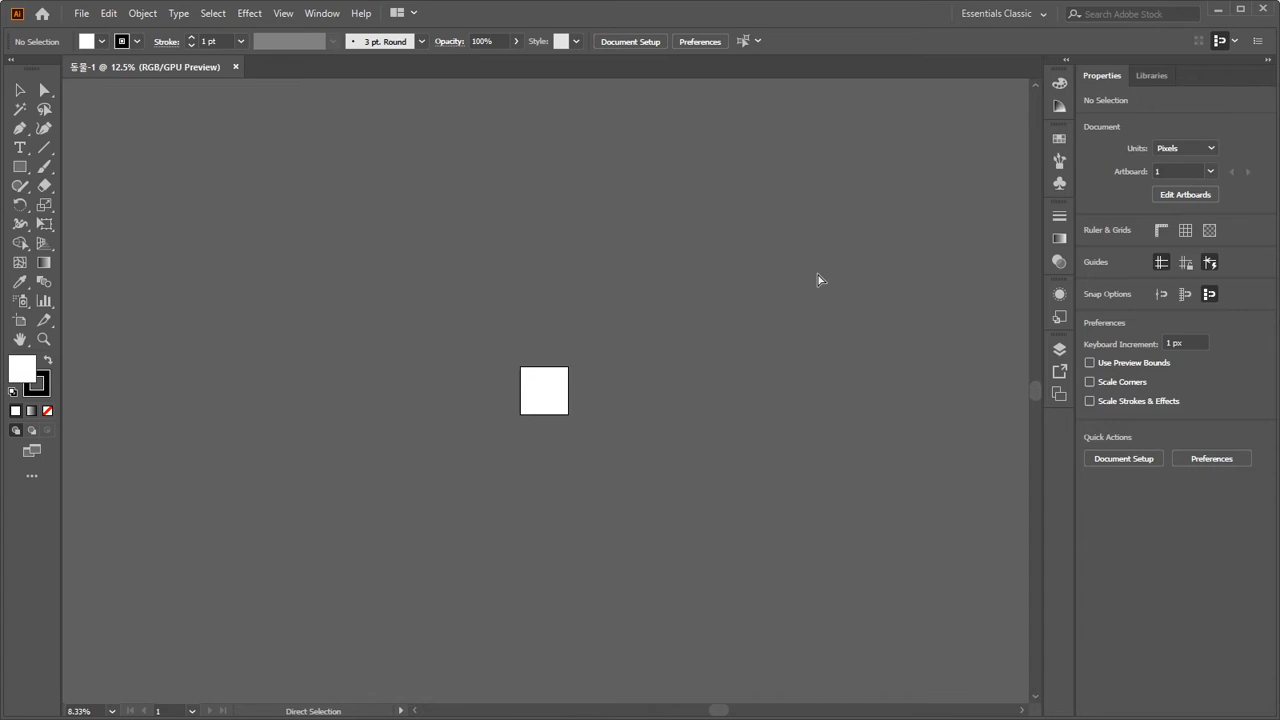 Ai File Edit Object Type Select Effect View Window Help Essentials Classic Search Adobe Stock
No Selection Stroke: 1 pt 3 pt. Round Opacity: 100% Style: Document Setup Preferences
동물-1 @ 12.5% (RGB/GPU Preview)
Properties Libraries
No Selection
Document
Units: Pixels
Artboard: 1
Edit Artboards
Ruler & Grids
Guides
Snap Options
Preferences
Keyboard Increment: 1 px
Use Preview Bounds
Scale Corners
Scale Strokes & Effects
Quick Actions
Document Setup Preferences
8.33% 1 Direct Selection